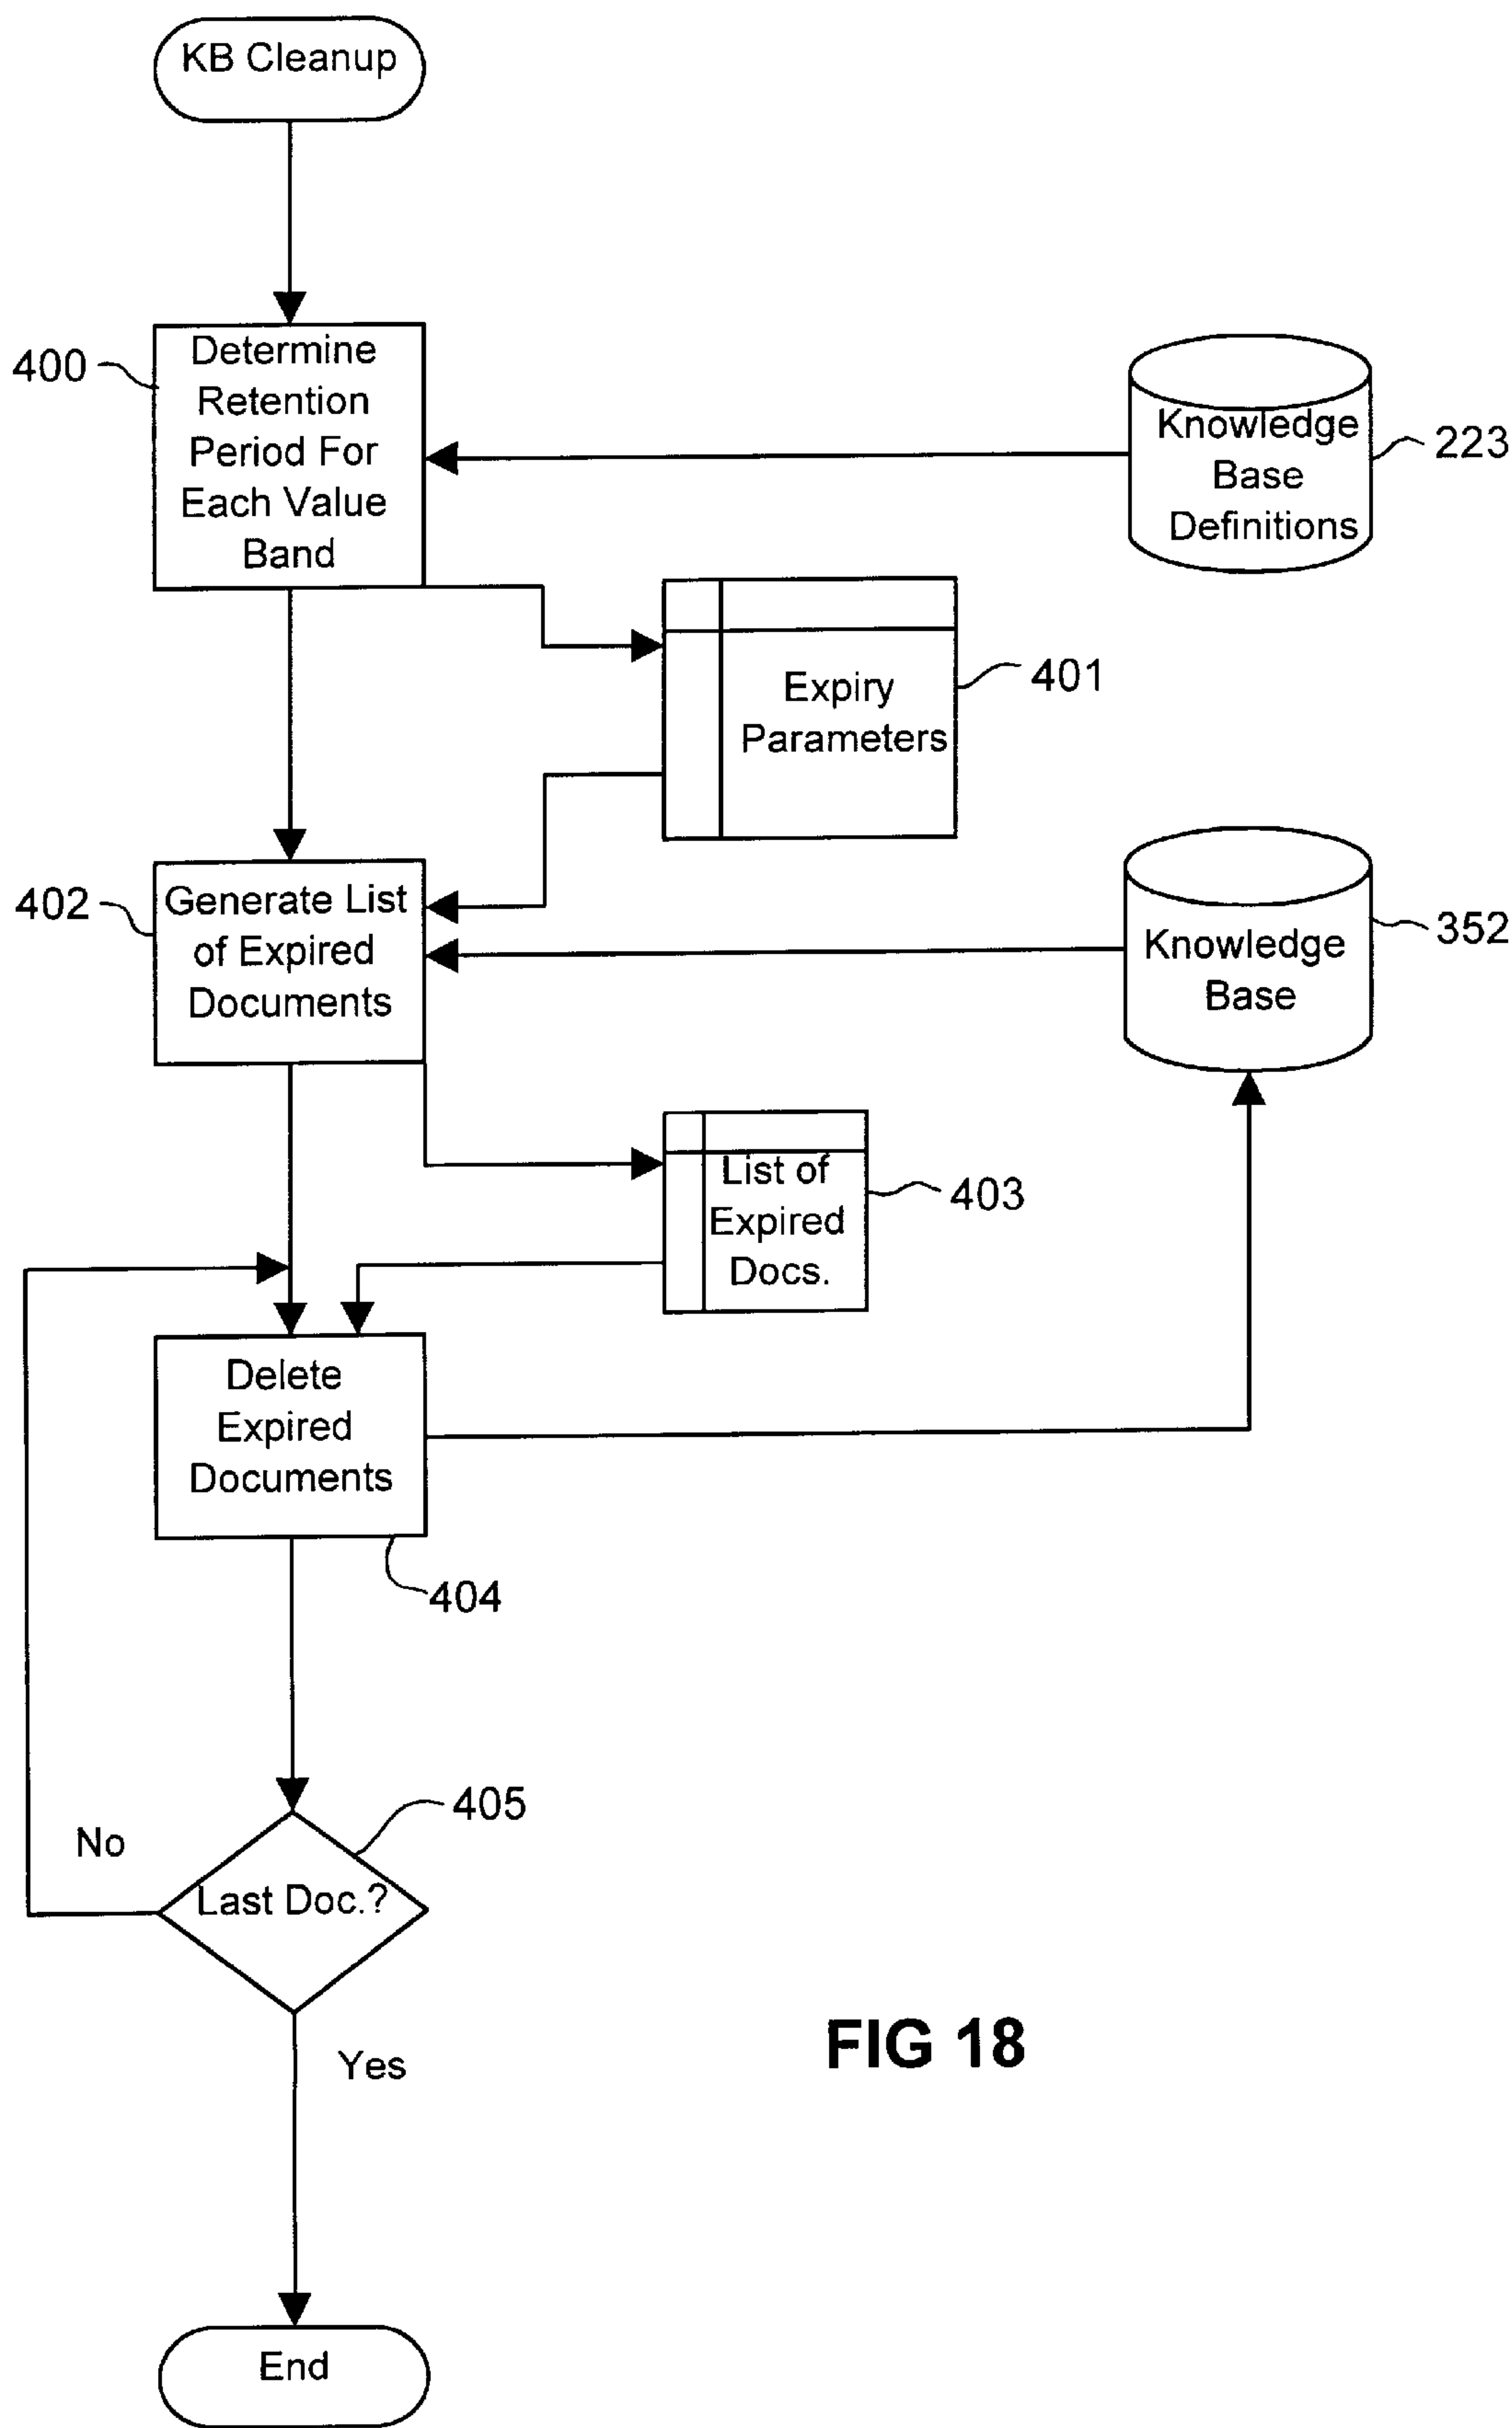 KB Cleanup
400
Determine
Retention
Period For
Each Value
Band
Knowledge
Base
Definitions
223
Expiry
Parameters
401
402
Generate List
of Expired
Documents
Knowledge
Base
352
List of
Expired
Docs.
403
Delete
Expired
Documents
404
405
No
Last Doc.?
Yes
FIG 18
End